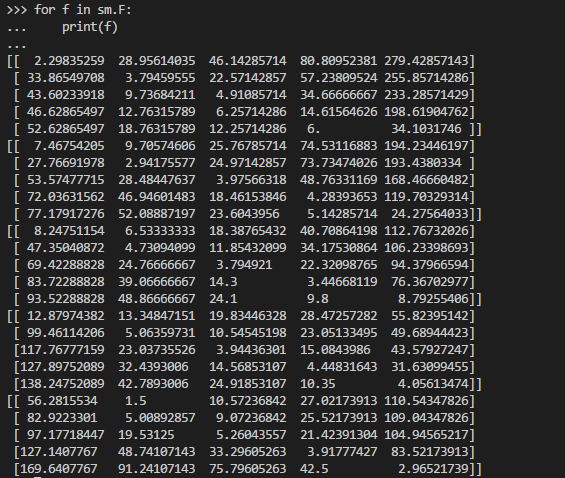 >>> for f in sm.F:
...     print(f)
...
[[  2.29835259  28.95614035  46.14285714  80.80952381 279.42857143]
 [ 33.86549708   3.79459555  22.57142857  57.23809524 255.85714286]
 [ 43.60233918   9.73684211   4.91085714  34.66666667 233.28571429]
 [ 46.62865497  12.76315789   6.25714286  14.61564626 198.61904762]
 [ 52.62865497  18.76315789  12.25714286   6.          34.1031746 ]]
[[  7.46754205   9.70574606  25.76785714  74.53116883 194.23446197]
 [ 27.76691978   2.94175577  24.97142857  73.73474026 193.4380334 ]
 [ 53.57477715  28.48447637   3.97566318  48.76331169 168.46660482]
 [ 72.03631562  46.94601483  18.46153846   4.28393653 119.70329314]
 [ 77.17917276  52.08887197  23.6043956    5.14285714  24.27564033]]
[[  8.24751154   6.53333333  18.38765432  40.70864198 112.76732026]
 [ 47.35040872   4.73094099  11.85432099  34.17530864 106.23398693]
 [ 69.42288828  24.76666667   3.794921    22.32098765  94.37966594]
 [ 83.72288828  39.06666667  14.3          3.44668119  76.36702977]
 [ 93.52288828  48.86666667  24.1          9.8          8.79255406]]
[[ 12.87974382  13.34847151  19.83446328  28.47257282  55.82395142]
 [ 99.46114206   5.06359731  10.54545198  23.05133495  49.68944423]
 [117.76777159  23.03735526   3.94436301  15.0843986   43.57927247]
 [127.89752089  32.4393006   14.56853107   4.44831643  31.63099455]
 [138.24752089  42.7893006   24.91853107  10.35         4.05613474]]
[[ 56.2815534    1.5         10.57236842  27.02173913 110.54347826]
 [ 82.9223301    5.00892857   9.07236842  25.52173913 109.04347826]
 [ 97.17718447  19.53125      5.26043557  21.42391304 104.94565217]
 [127.1407767   48.74107143  33.29605263   3.91777427  83.52173913]
 [169.6407767   91.24107143  75.79605263  42.5          2.96521739]]